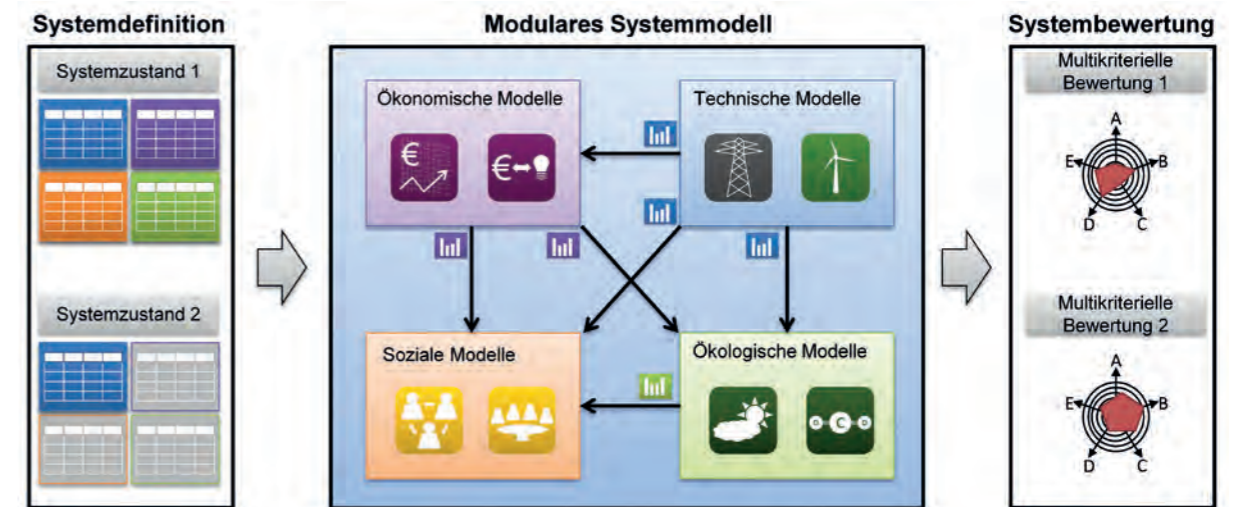 Systemdefinition
Modulares Systemmodell
Systembewertung
Systemzustand 1
Systemzustand 2
Ökonomische Modelle
€
€
Technische Modelle
Soziale Modelle
Ökologische Modelle
O C O
Multikriterielle
Bewertung 1
A
E
B
D
C
Multikriterielle
Bewertung 2
A
E
B
D
C